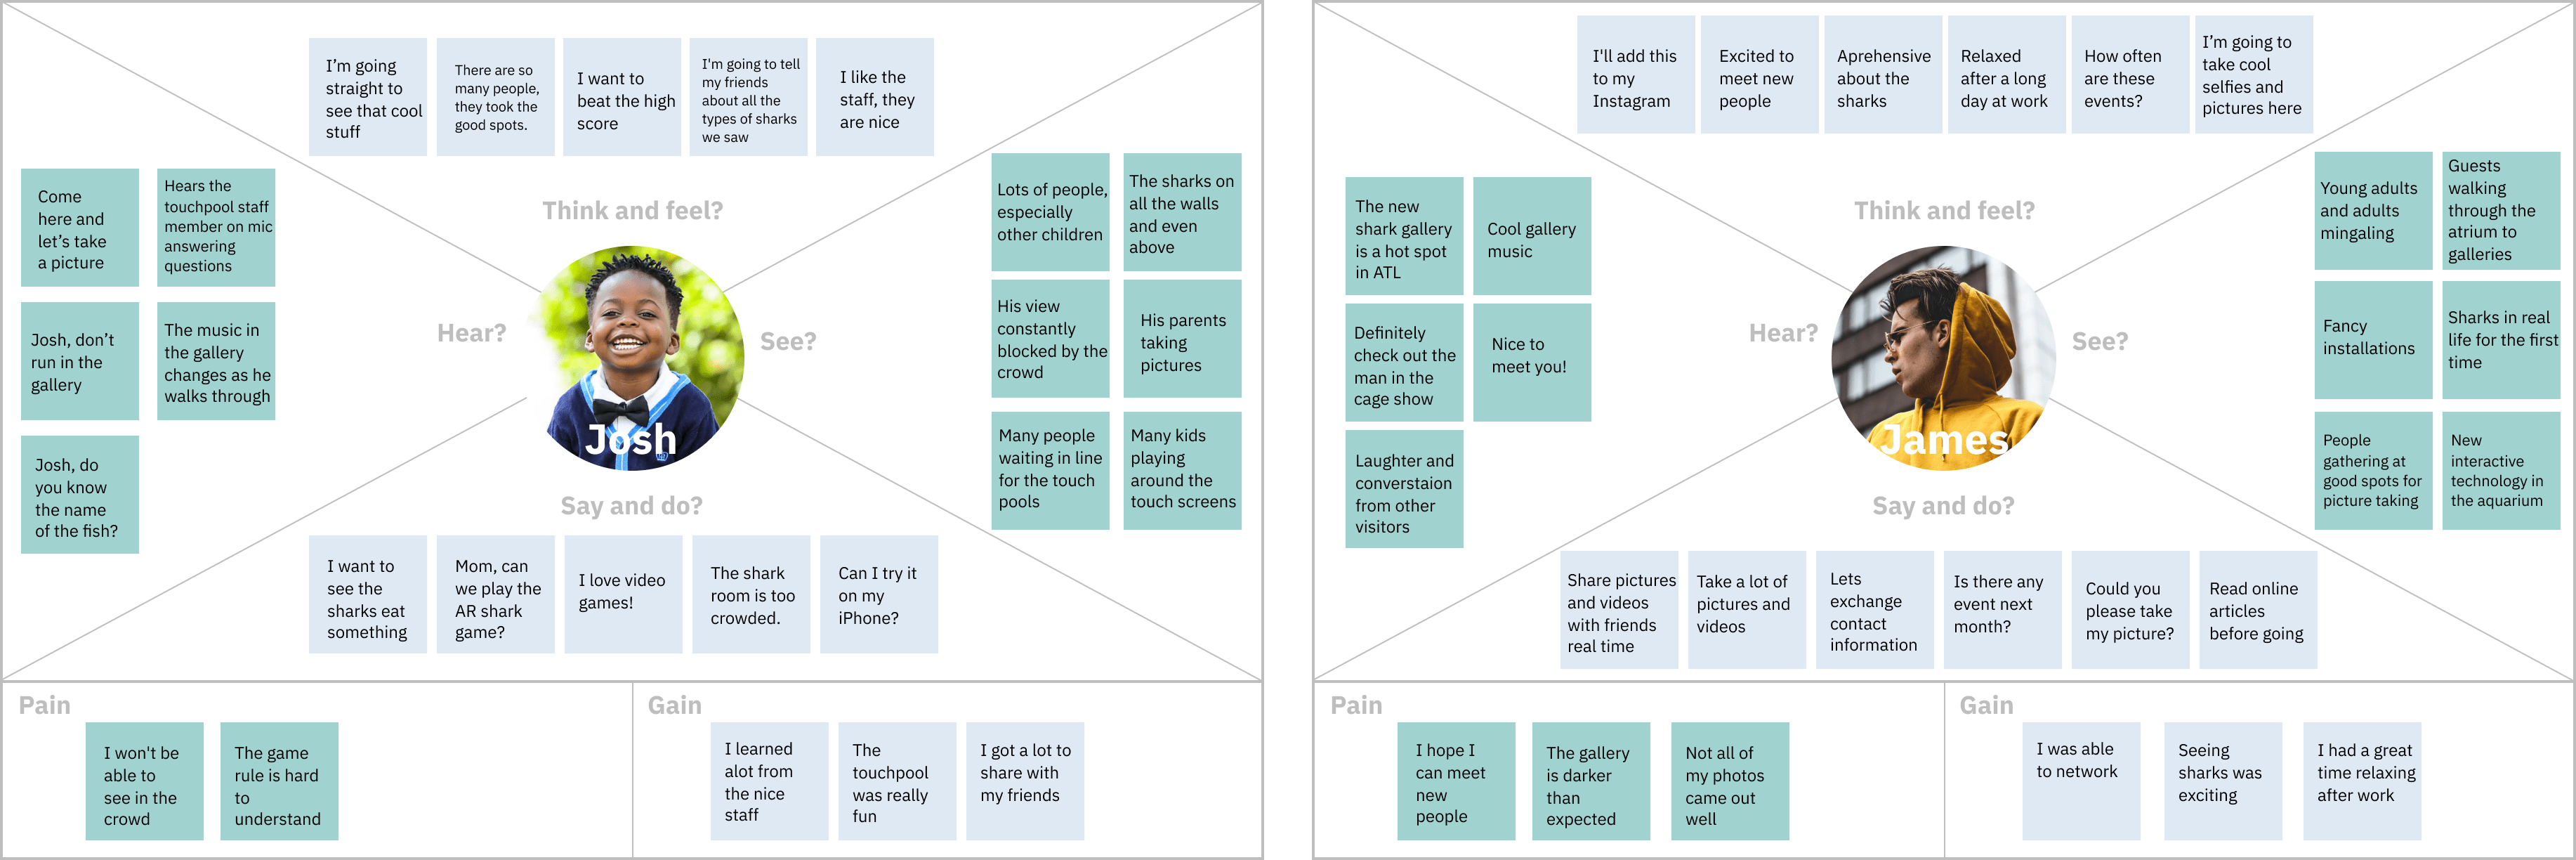 I'm going
straight to
see that cool
stuff
There are so
many people,
they took the
good spots.
I want to
beat the high
score
I'm going to tell
my friends
about all the
types of sharks
we saw
I like the
staff, they
are nice
Think and feel?
Come
here and
let's take
a picture
Hears the
touchpool staff
member on mic
answering
questions
Josh, don't
run in the
gallery
The music in
the gallery
changes as he
walks through
Josh, do
you know
the name
of the fish?
Hear?
Josh
See?
Lots of people,
especially
other children
The sharks on
all the walls
and even
above
His view
constantly
blocked by the
crowd
His parents
taking
pictures
Many people
waiting in line
for the touch
pools
Many kids
playing
around the
touch screens
Say and do?
I want to
see the
sharks eat
something
Mom, can
we play the
AR shark
game?
I love video
games!
The shark
room is too
crowded.
Can I try it
on my
iPhone?
Pain
I won't be
able to
see in the
crowd
The game
rule is hard
to
understand
Gain
I learned
alot from
the nice
staff
The
touchpool
was really
fun
I got a lot to
share with
my friends
I'll add this
to my
Instagram
Excited to
meet new
people
Aprehensive
about the
sharks
Relaxed
after a long
day at work
How often
are these
events?
I'm going to
take cool
selfies and
pictures here
Think and feel?
The new
shark gallery
is a hot spot
in ATL
Cool gallery
music
Definitely
check out the
man in the
cage show
Nice to
meet you!
Laughter and
converstaion
from other
visitors
Hear?
James
See?
Young adults
and adults
mingaling
Guests
walking
through the
atrium to
galleries
Fancy
installations
Sharks in real
life for the first
time
People
gathering at
good spots for
picture taking
New
interactive
technology in
the aquarium
Say and do?
Share pictures
and videos
with friends
real time
Take a lot of
pictures and
videos
Lets
exchange
contact
information
Is there any
event next
month?
Could you
please take
my picture?
Read online
articles
before going
Pain
I hope I
can meet
new
people
The gallery
is darker
than
expected
Not all of
my photos
came out
well
Gain
I was able
to network
Seeing
sharks was
exciting
I had a great
time relaxing
after work